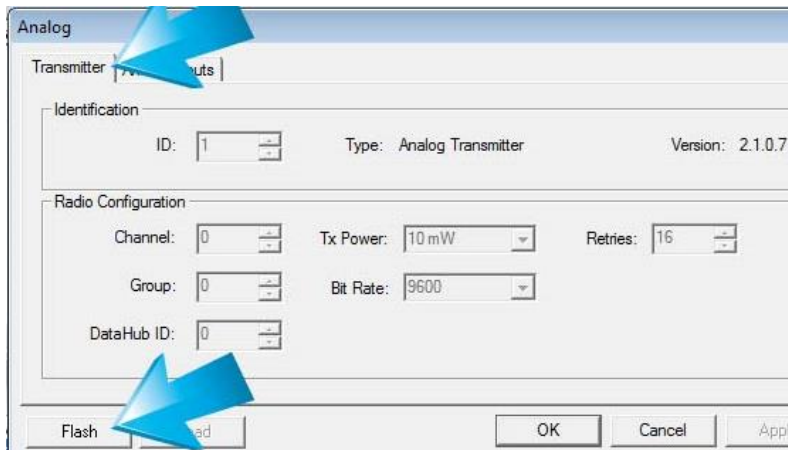 Analog
Transmitter
Identification
ID: 1 Type: Analog Transmitter Version: 2.1.0.7
Radio Configuration
Channel: 0 Tx Power: 10 mW Retries: 16
Group: 0 Bit Rate: 9600
DataHub ID: 0
Flash OK Cancel